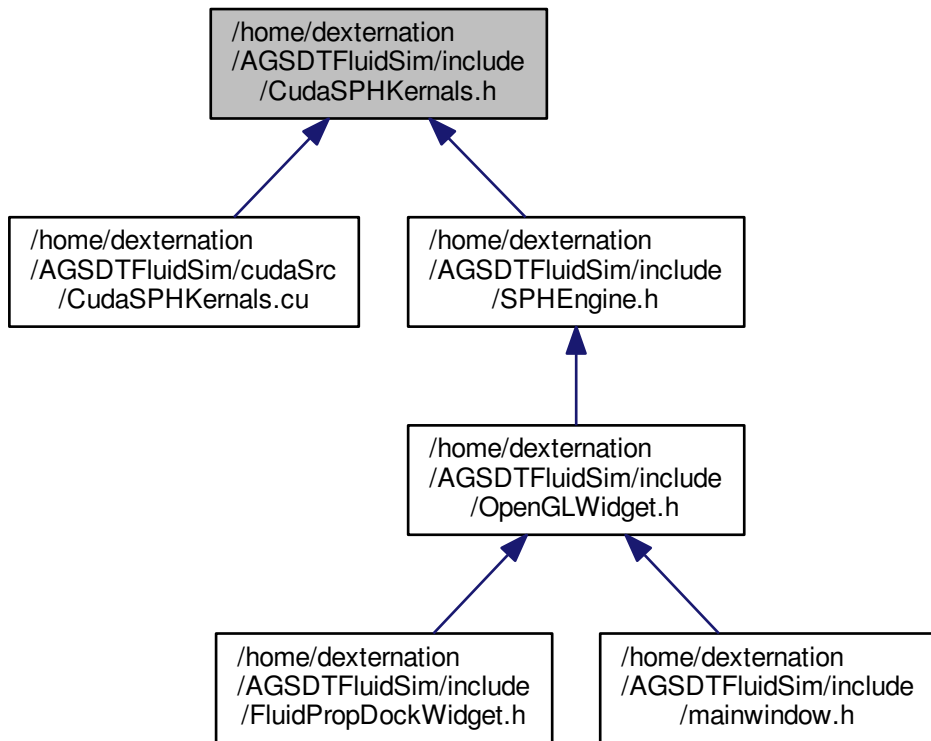 /home/dexternation
/AGSDTFluidSim/include
/CudaSPHKernals.h
/home/dexternation
/AGSDTFluidSim/cudaSrc
/CudaSPHKernals.cu
/home/dexternation
/AGSDTFluidSim/include
/SPHEngine.h
/home/dexternation
/AGSDTFluidSim/include
/OpenGLWidget.h
/home/dexternation
/AGSDTFluidSim/include
/FluidPropDockWidget.h
/home/dexternation
/AGSDTFluidSim/include
/mainwindow.h